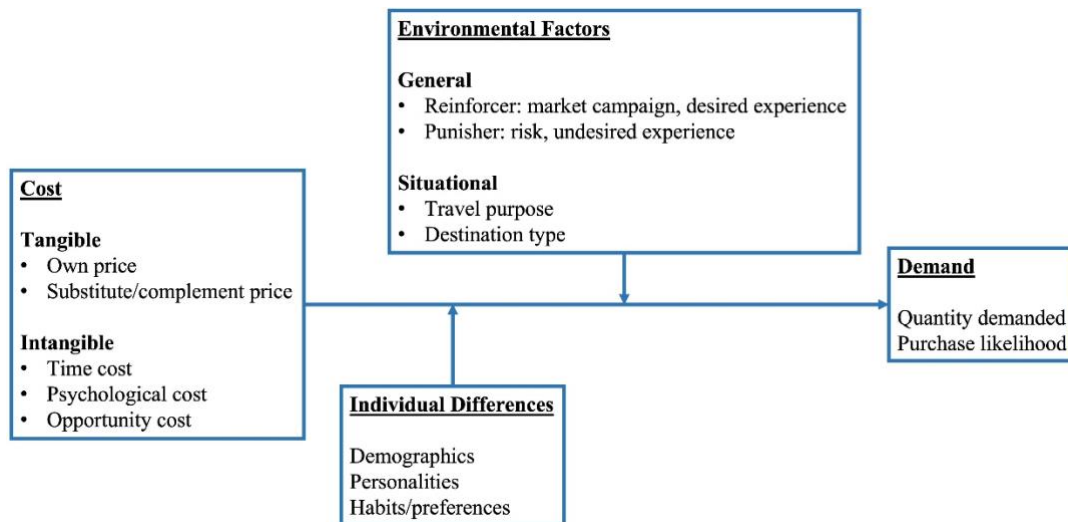 Environmental Factors
General
• Reinforcer: market campaign, desired experience
• Punisher: risk, undesired experience
Situational
• Travel purpose
• Destination type
Cost
Tangible
• Own price
• Substitute/complement price
Intangible
• Time cost
• Psychological cost
• Opportunity cost
Individual Differences
Demographics
Personalities
Habits/preferences
Demand
Quantity demanded
Purchase likelihood